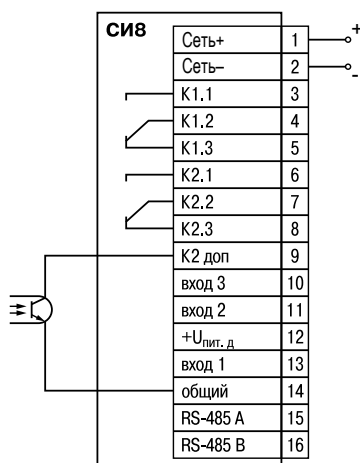 СИ8
Сеть+ 1 +
Сеть– 2 -
К1.1 3
К1.2 4
К1.3 5
К2.1 6
К2.2 7
К2.3 8
К2 доп 9
вход 3 10
вход 2 11
+Uпит. д 12
вход 1 13
общий 14
RS-485 A 15
RS-485 B 16